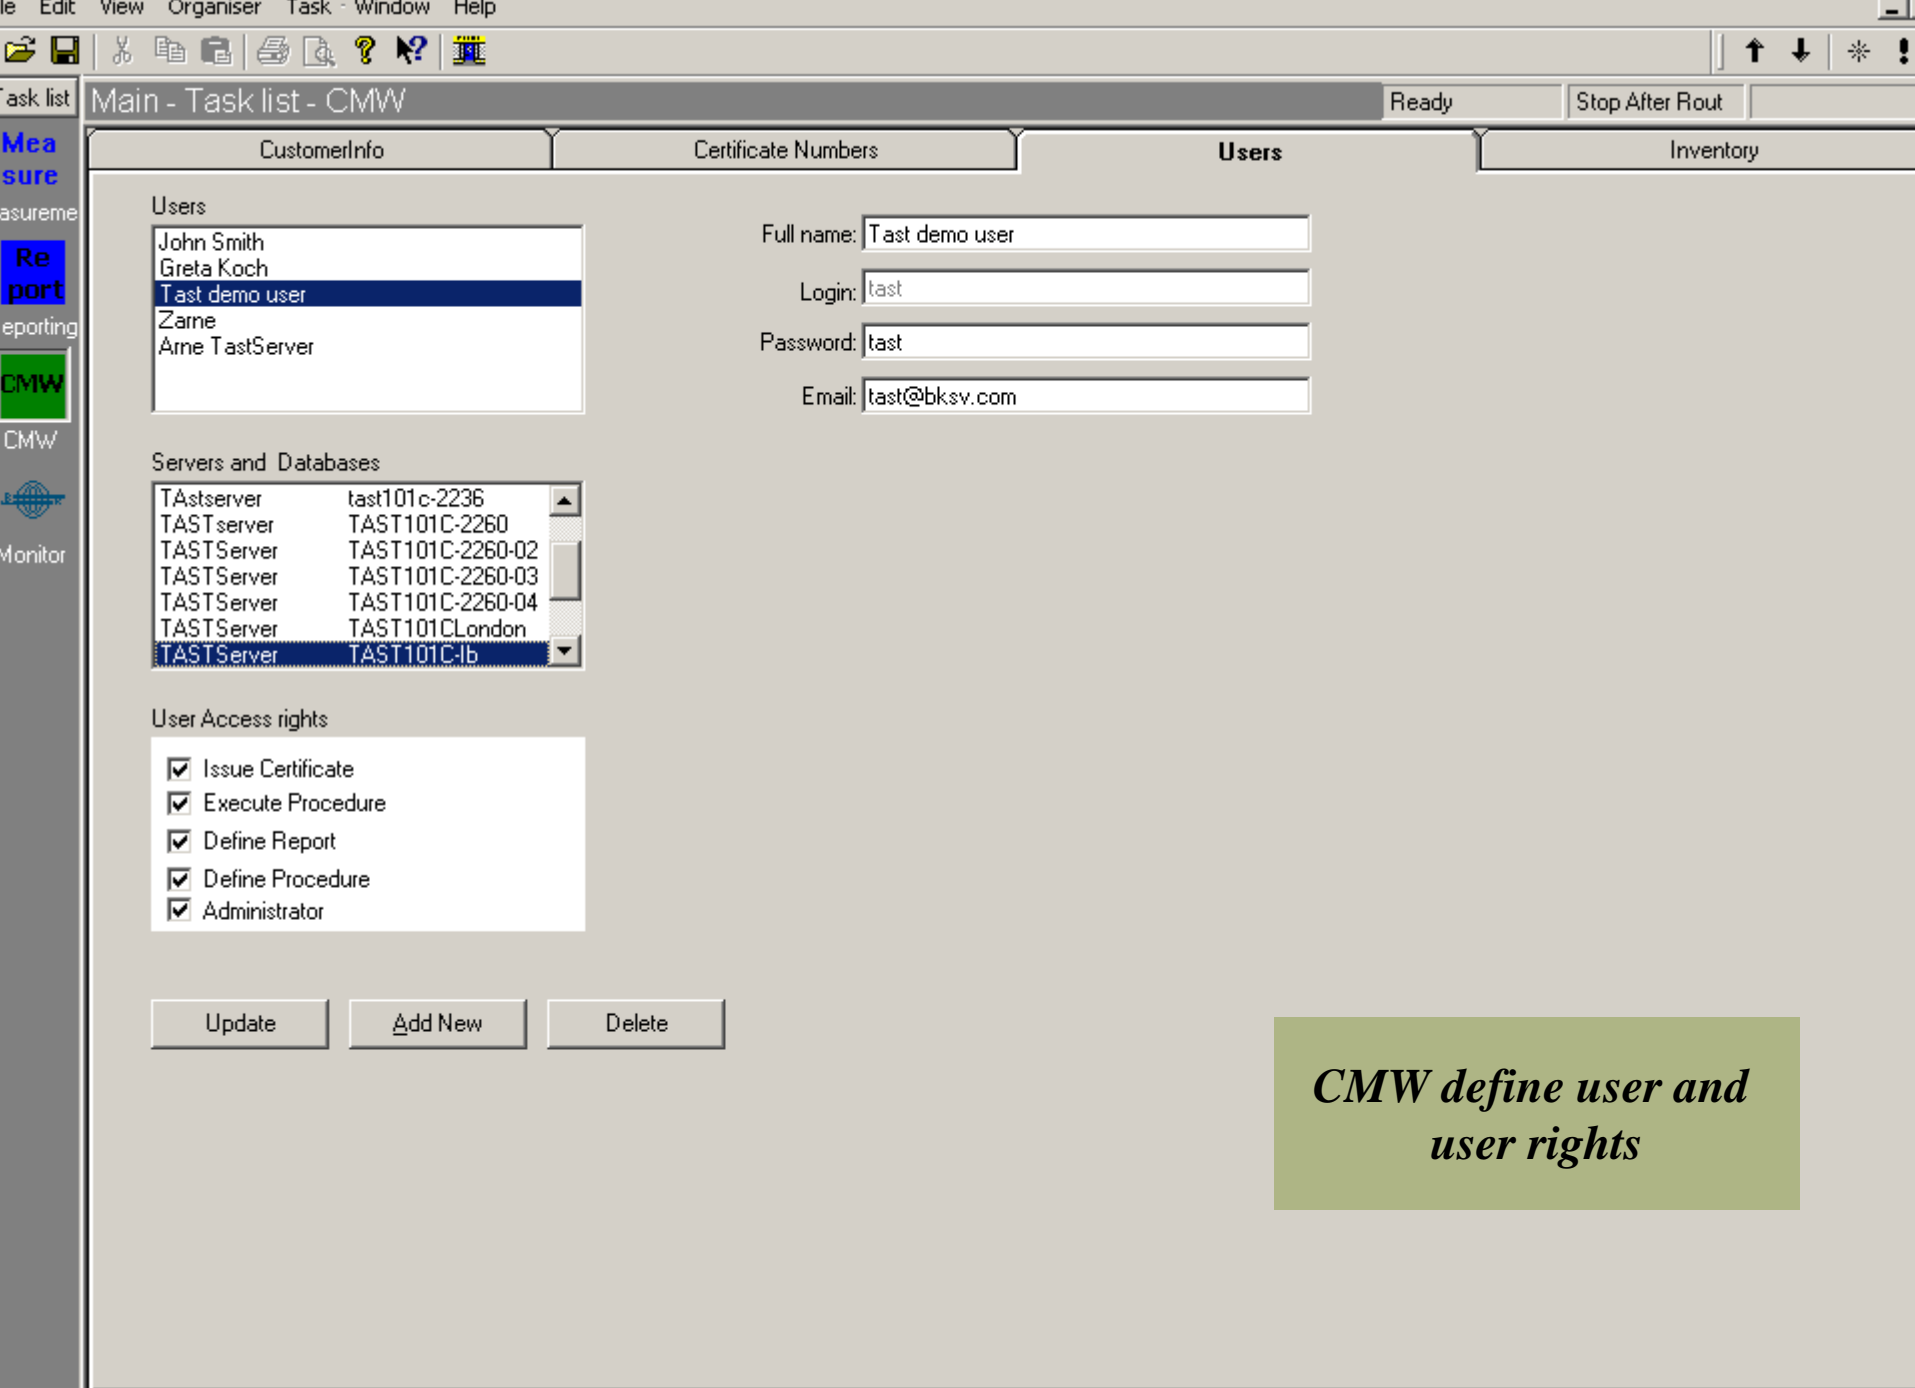 le Edit View Organiser Task - Window Help
Task list
Main - Task list - CMW
Ready
Stop After Rout
CustomerInfo
Certificate Numbers
Users
Inventory
Mea
sure
asureme
Re
port
eporting
CMW
CMW
Monitor
Users
John Smith
Greta Koch
Tast demo user
Zarne
Arne TastServer
Full name: Tast demo user
Login: tast
Password: tast
Email: tast@bksv.com
Servers and Databases
TAstserver tast101c-2236
TASTserver TAST101C-2260
TASTServer TAST101C-2260-02
TASTServer TAST101C-2260-03
TASTServer TAST101C-2260-04
TASTServer TAST101CLondon
TASTServer TAST101C-lb
User Access rights
Issue Certificate
Execute Procedure
Define Report
Define Procedure
Administrator
Update
Add New
Delete
CMW define user and
user rights